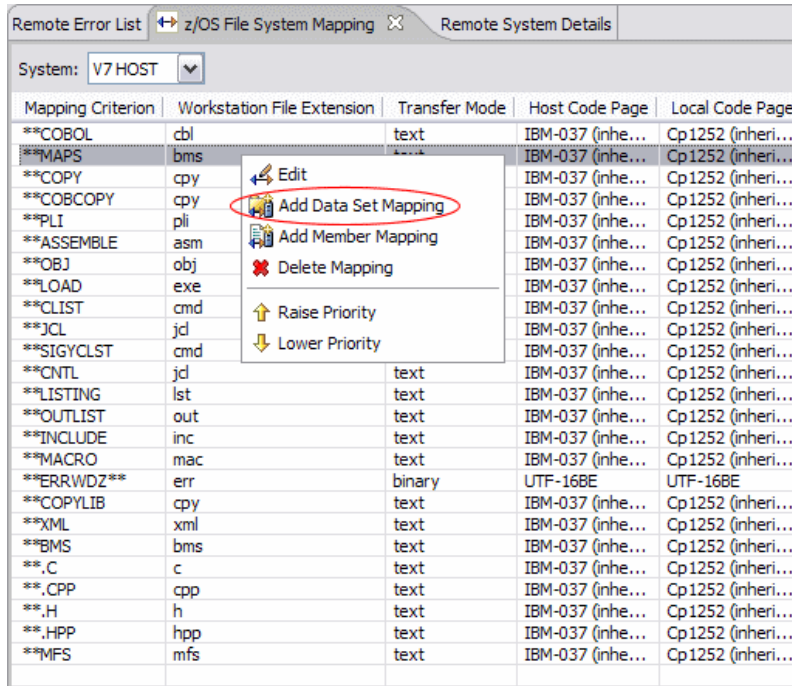 Remote Error List z/OS File System Mapping Remote System Details
System: V7 HOST
Mapping Criterion Workstation File Extension Transfer Mode Host Code Page Local Code Page
**COBOL cbl text IBM-037 (inhe... Cp1252 (inheri...
**MAPS bms text IBM-037 (inhe... Cp1252 (inheri...
**COPY cpy Edit IBM-037 (inhe... Cp1252 (inheri...
**COBCOPY cpy Add Data Set Mapping IBM-037 (inhe... Cp1252 (inheri...
**PLI pli Add Member Mapping IBM-037 (inhe... Cp1252 (inheri...
**ASSEMBLE asm IBM-037 (inhe... Cp1252 (inheri...
**OBJ obj Delete Mapping IBM-037 (inhe... Cp1252 (inheri...
**LOAD exe IBM-037 (inhe... Cp1252 (inheri...
**CLIST cmd Raise Priority IBM-037 (inhe... Cp1252 (inheri...
**JCL jcl IBM-037 (inhe... Cp1252 (inheri...
**SIGYCLST cmd Lower Priority IBM-037 (inhe... Cp1252 (inheri...
**CNTL jcl text IBM-037 (inhe... Cp1252 (inheri...
**LISTING lst text IBM-037 (inhe... Cp1252 (inheri...
**OUTLIST out text IBM-037 (inhe... Cp1252 (inheri...
**INCLUDE inc text IBM-037 (inhe... Cp1252 (inheri...
**MACRO mac text IBM-037 (inhe... Cp1252 (inheri...
**ERRWDZ** err binary UTF-16BE UTF-16BE
**COPYLIB cpy text IBM-037 (inhe... Cp1252 (inheri...
**XML xml text IBM-037 (inhe... Cp1252 (inheri...
**BMS bms text IBM-037 (inhe... Cp1252 (inheri...
**.C c text IBM-037 (inhe... Cp1252 (inheri...
**.CPP cpp text IBM-037 (inhe... Cp1252 (inheri...
**.H h text IBM-037 (inhe... Cp1252 (inheri...
**.HPP hpp text IBM-037 (inhe... Cp1252 (inheri...
**MFS mfs text IBM-037 (inhe... Cp1252 (inheri...